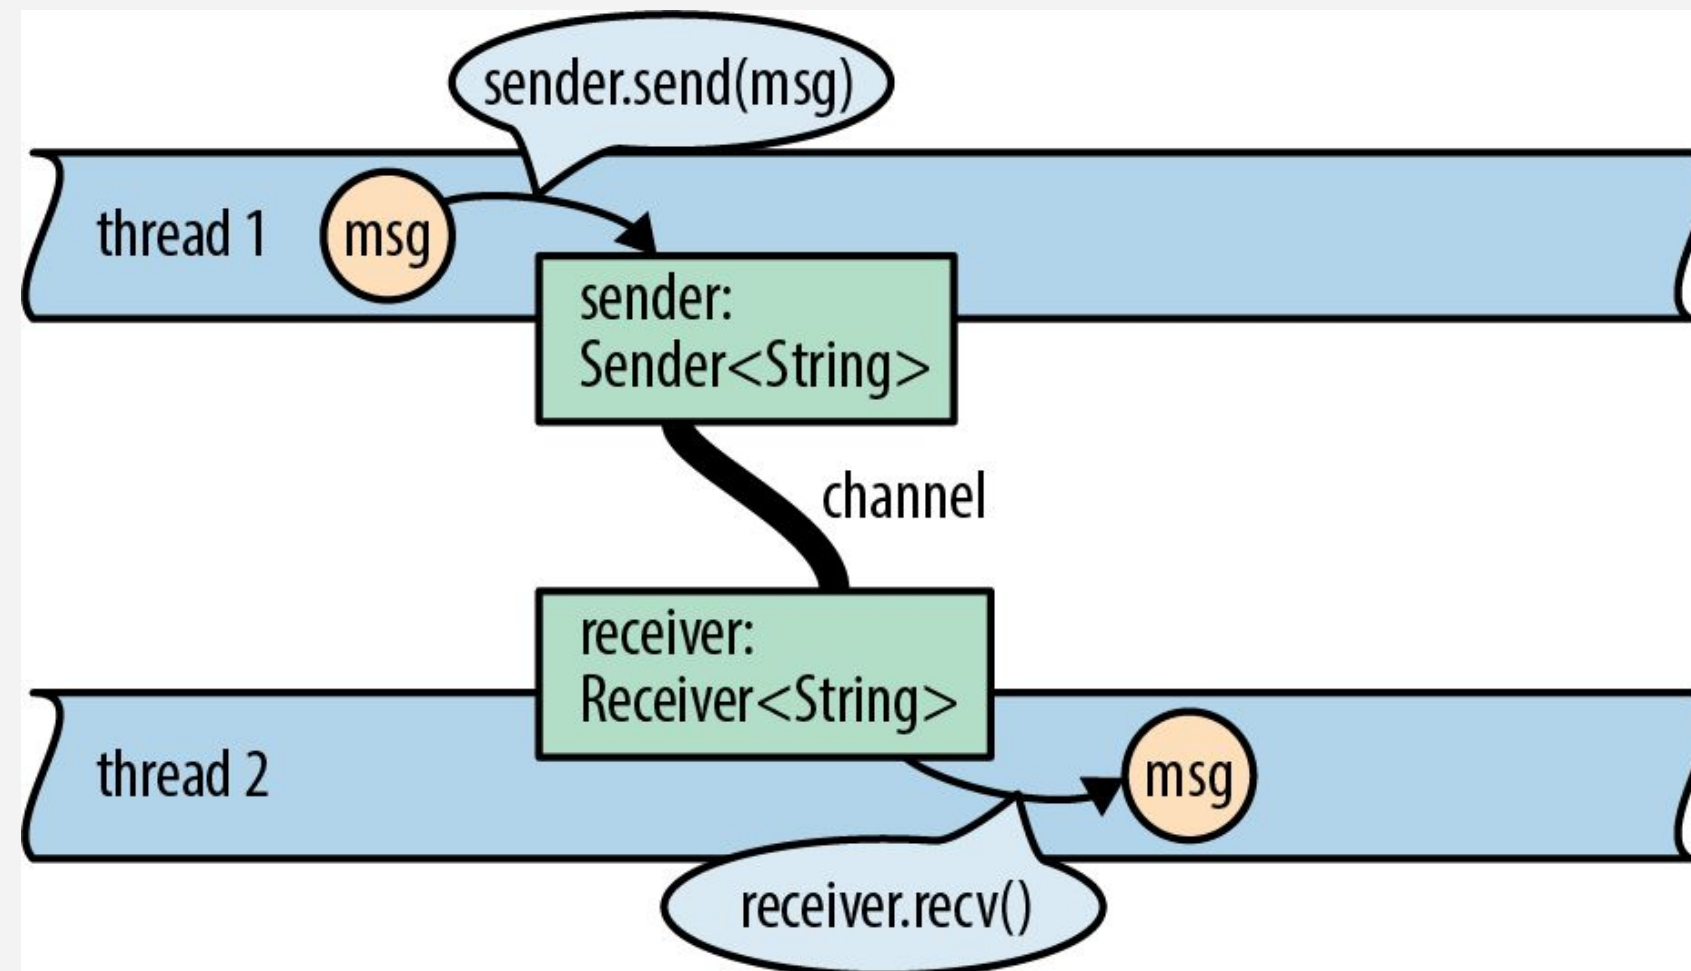 sender.send(msg)
thread 1
msg
sender:
Sender<String>
channel
receiver:
Receiver<String>
thread 2
msg
receiver.recv()